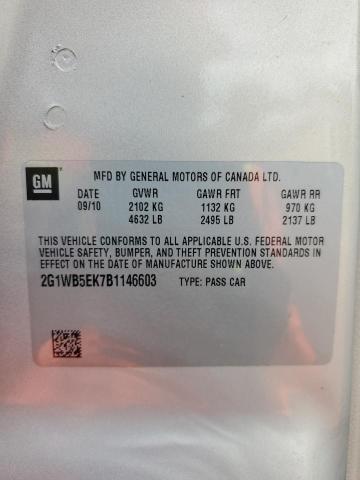 GM
MFD BY GENERAL MOTORS OF CANADA LTD.
DATE GVWR GAWR FRT GAWR RR
09/10 2102 KG 1132 KG 970 KG
4632 LB 2495 LB 2137 LB
THIS VEHICLE CONFORMS TO ALL APPLICABLE U.S. FEDERAL MOTOR
VEHICLE SAFETY, BUMPER, AND THEFT PREVENTION STANDARDS IN
EFFECT ON THE DATE OF MANUFACTURE SHOWN ABOVE.
2G1WB5EK7B1146603 TYPE: PASS CAR